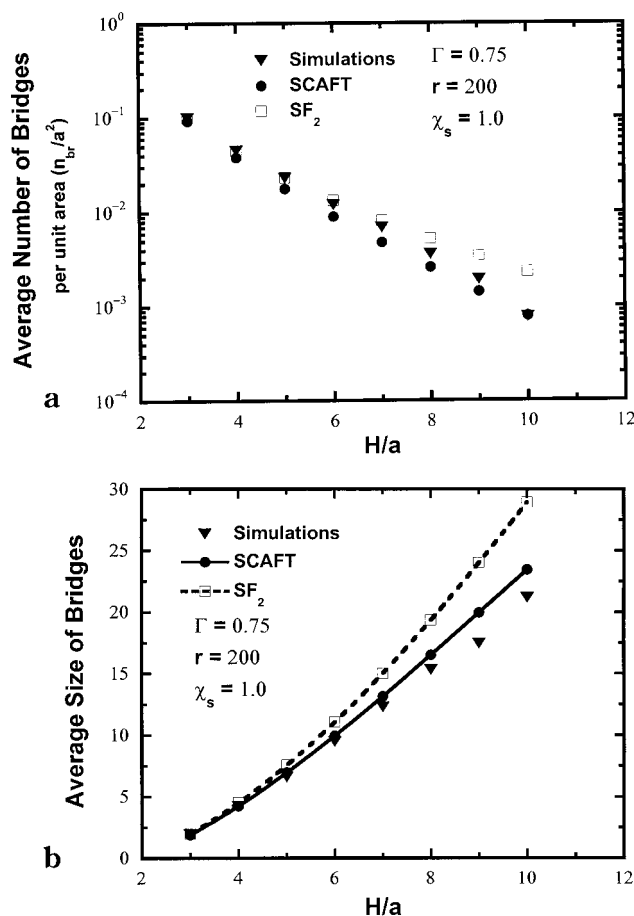 10^0
10^-1
10^-2
10^-3
10^-4
Average Number of Bridges
per unit area (n_br/a^2)
Simulations
SCAFT
SF_2
Γ = 0.75
r = 200
χ_s = 1.0
a
2 4 6 8 10 12
H/a
30
25
20
15
10
5
0
Average Size of Bridges
Simulations
SCAFT
SF_2
Γ = 0.75
r = 200
χ_s = 1.0
b
2 4 6 8 10 12
H/a